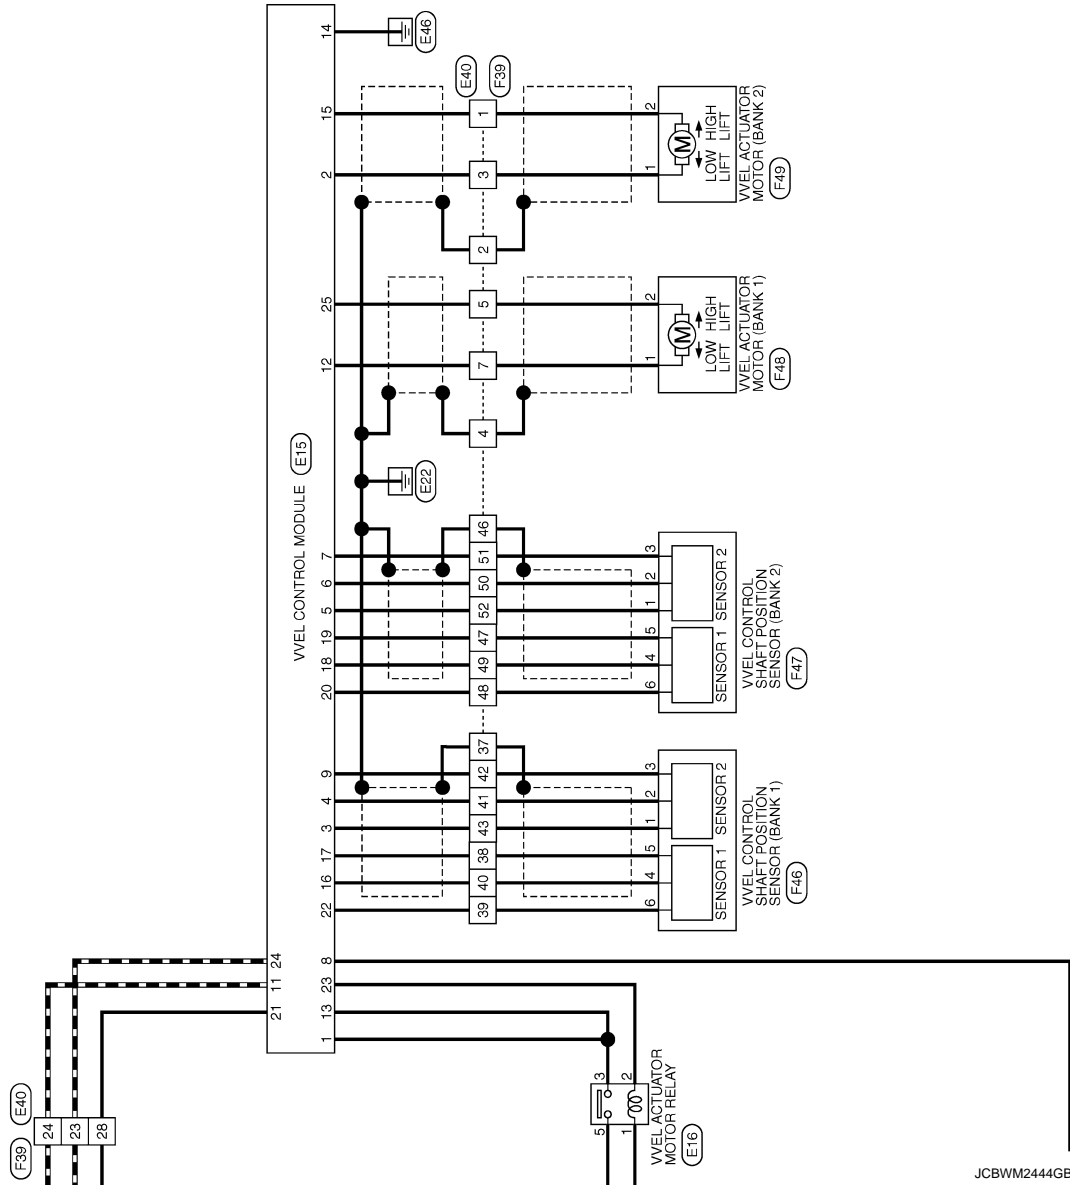 14
E46
E40
F39
15
1
2
2
3
1
M
LOW HIGH
LIFT LIFT
VVEL ACTUATOR
MOTOR (BANK 2)
F49
2
25
5
2
12
7
1
M
LOW HIGH
LIFT LIFT
VVEL ACTUATOR
MOTOR (BANK 1)
F48
4
VVEL CONTROL MODULE
E15
E22
46
7
51
3
6
50
2
5
52
1
19
47
5
18
49
4
20
48
6
SENSOR 1
SENSOR 2
VVEL CONTROL
SHAFT POSITION
SENSOR (BANK 2)
F47
37
9
42
3
4
41
2
3
43
1
17
38
5
16
40
4
22
39
6
SENSOR 1
SENSOR 2
VVEL CONTROL
SHAFT POSITION
SENSOR (BANK 1)
F46
24
8
11
23
21
13
1
3
2
5
1
VVEL ACTUATOR
MOTOR RELAY
E16
E40
F39
24
23
28
JCBWM2444GB